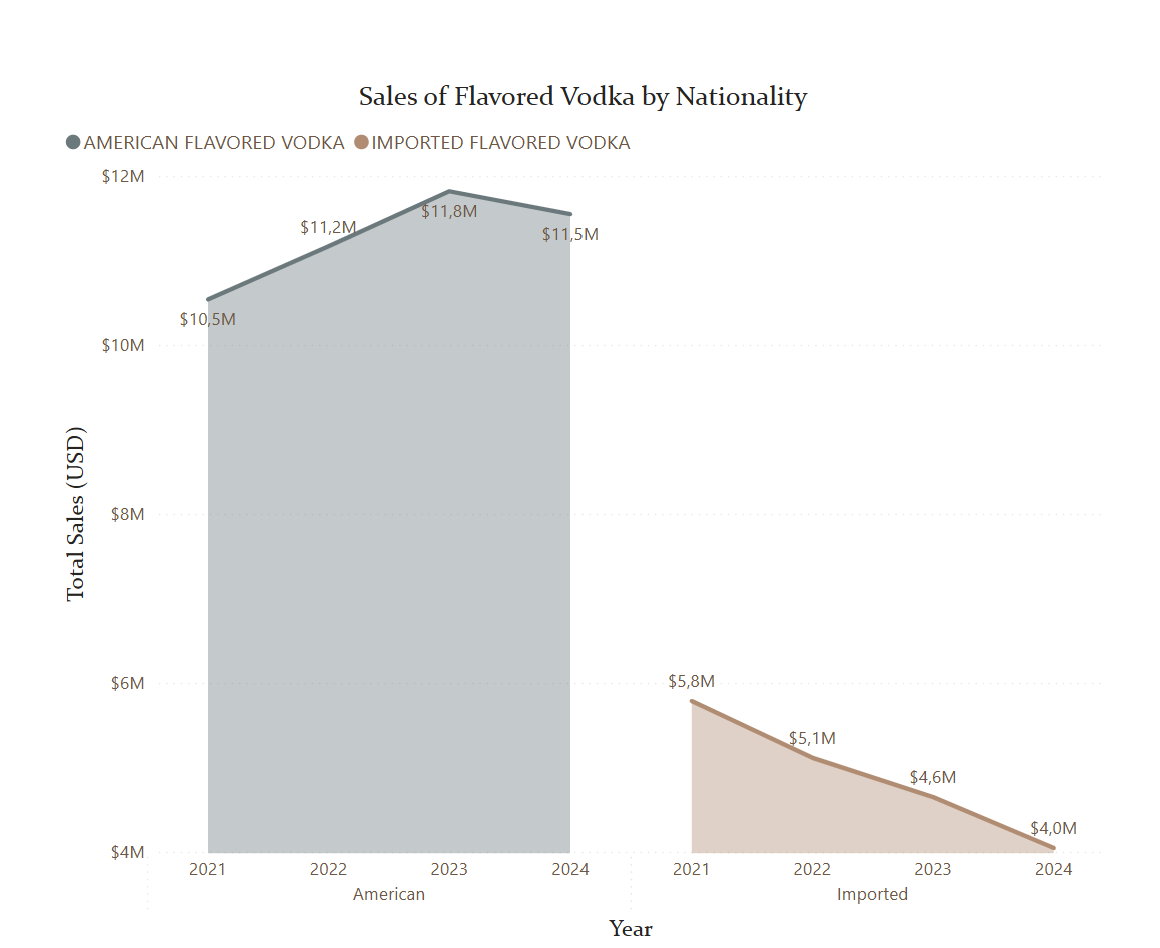 Sales of Flavored Vodka by Nationality
AMERICAN FLAVORED VODKA IMPORTED FLAVORED VODKA
$12M
$10M
$8M
$6M
$4M
Total Sales (USD)
$10,5M
$11,2M
$11,8M
$11,5M
$5,8M
$5,1M
$4,6M
$4,0M
2021 2022 2023 2024 2021 2022 2023 2024
American Imported
Year